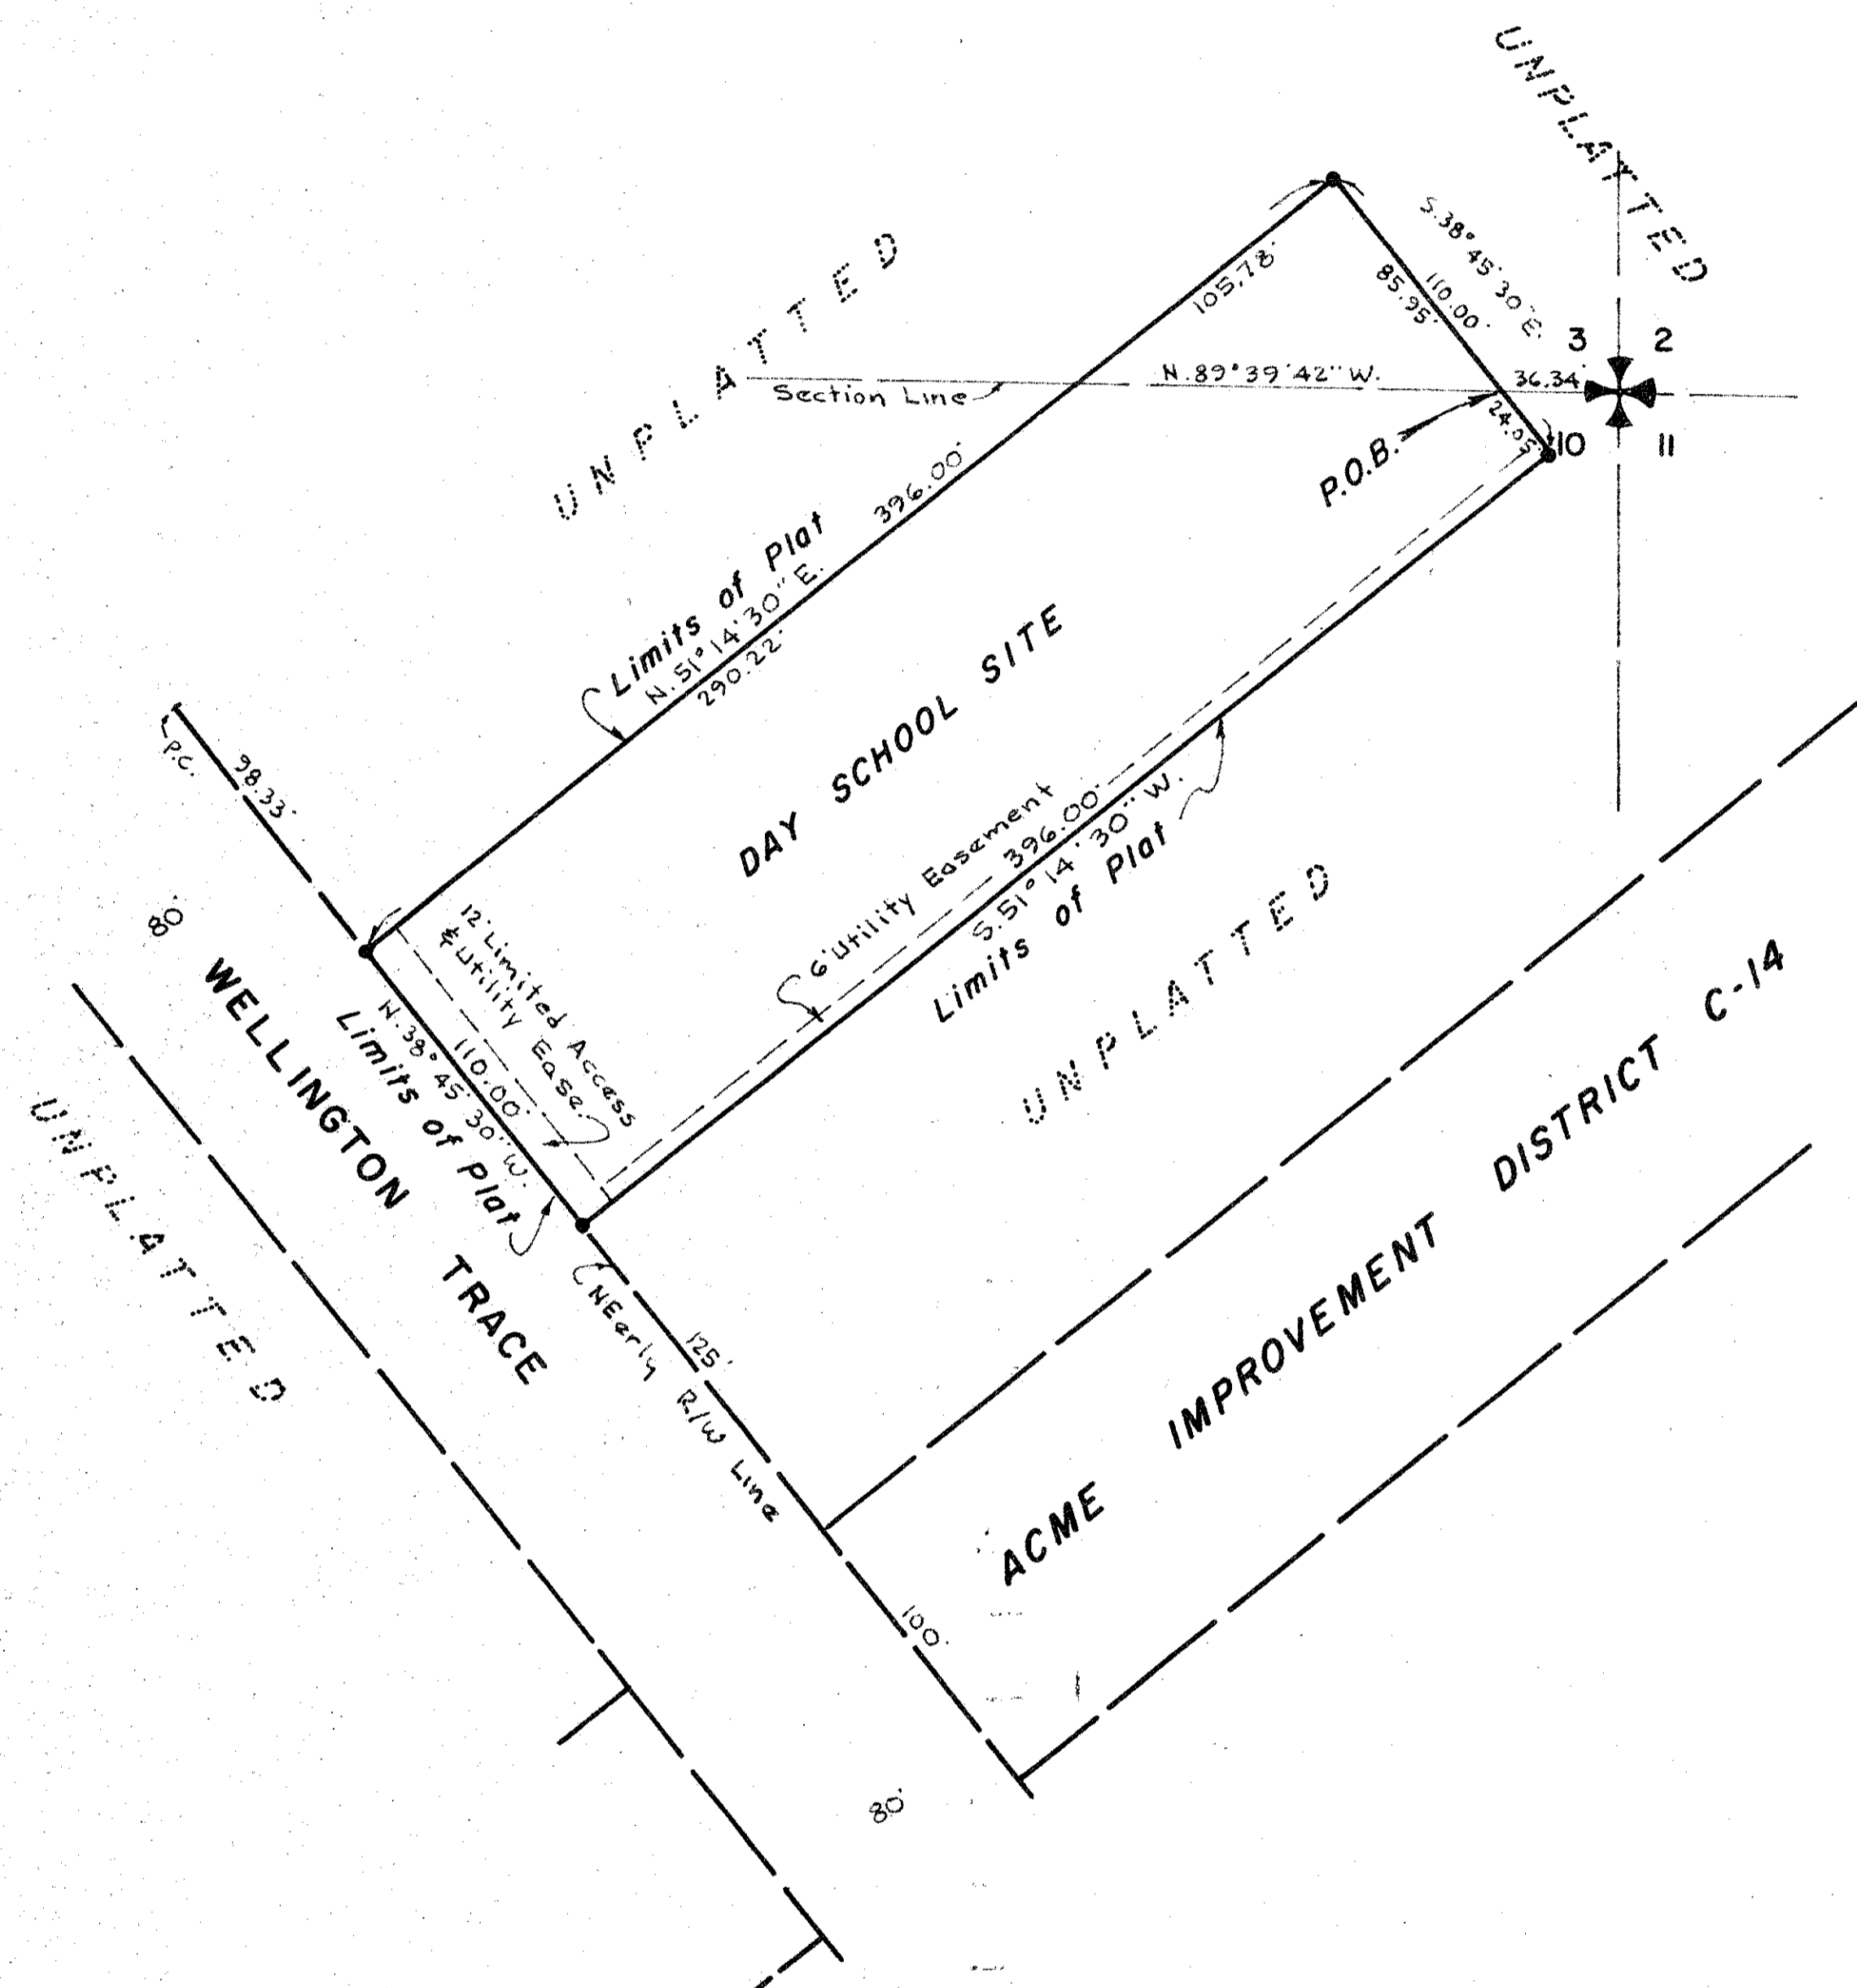 UNPLATTED
UNPLATTED
S.38°45'30"E.
110.00'
85.95'
105.78'
3
2
N.89°39'42"W.
36.34'
Section Line
24.05'
10
11
P.O.B.
396.00'
Limits of Plat
N.51°14'30"E.
290.22'
DAY SCHOOL SITE
P.C.
98.33'
6' Utility Easement
396.00'
S.51°14'30"W.
Limits of Plat
UNPLATTED
80'
12' Limited Access
& Utility Ease.
110.00'
N.38°45'30"W.
Limits of Plat
WELLINGTON TRACE
UNPLATTED
NEarly R/W Line
125'
ACME IMPROVEMENT DISTRICT C-14
100'
80'